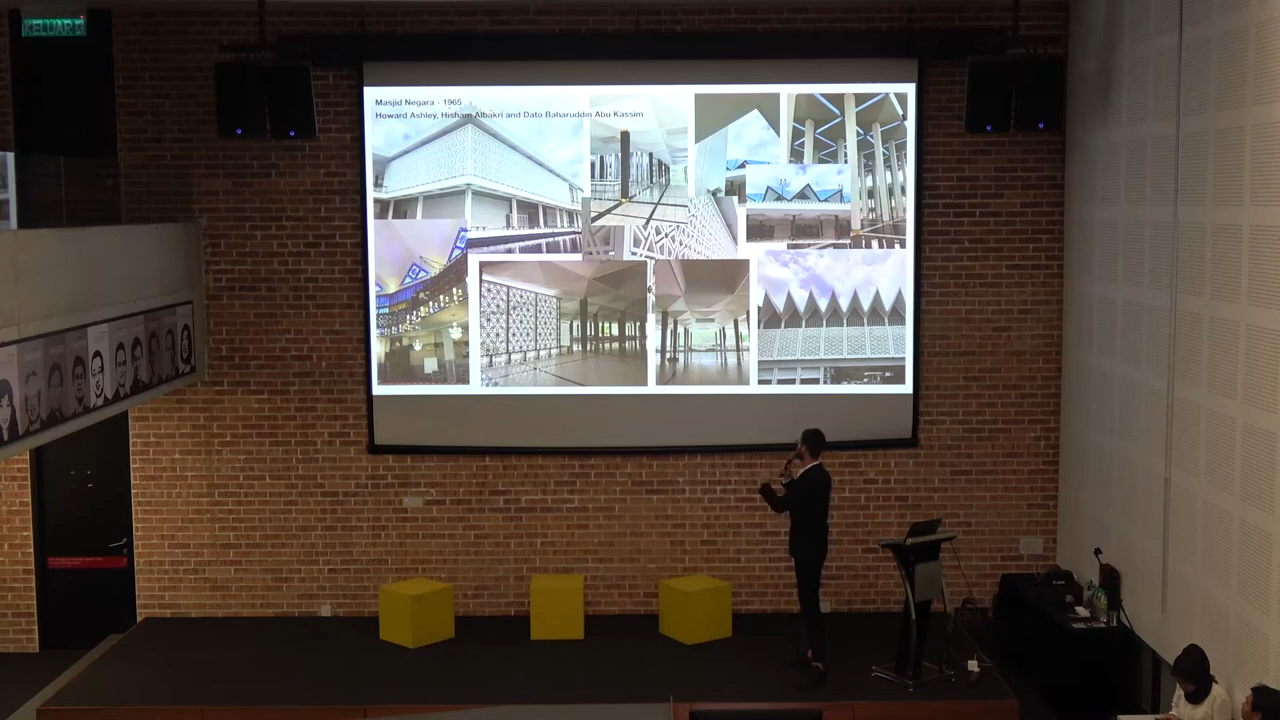 KELUAR
Masjid Negara - 1965
Howard Ashley, Hisham Albakri and Dato Baharuddin Abu Kassim